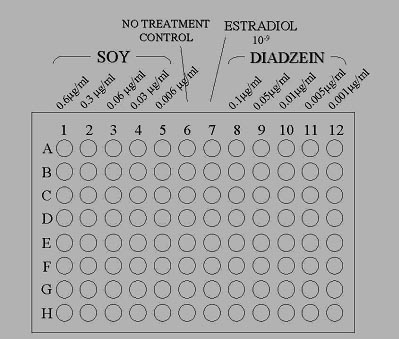 NO TREATMENT
CONTROL
ESTRADIOL
10⁻⁹
SOY
DIADZEIN
0.6µg/ml
0.3 µg/ml
0.06 µg/ml
0.03 µg/ml
0.006 µg/ml
0.1µg/ml
0.05µg/ml
0.01µg/ml
0.005µg/ml
0.001µg/ml
1 2 3 4 5 6 7 8 9 10 11 12
A
B
C
D
E
F
G
H